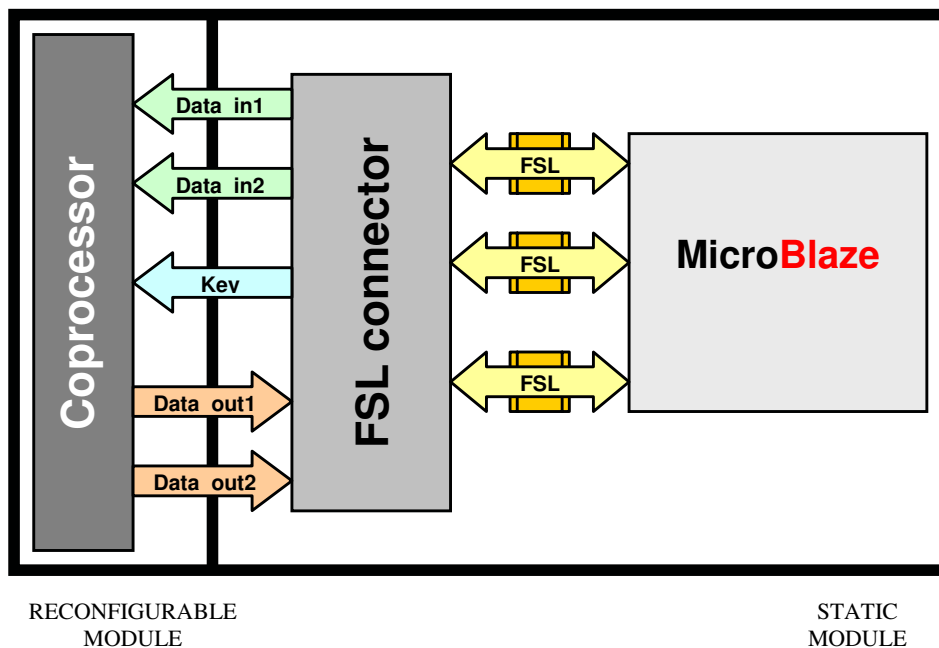 Coprocessor
Data in1
Data in2
Kev
Data out1
Data out2
FSL connector
FSL
FSL
FSL
MicroBlaze
RECONFIGURABLE
MODULE
STATIC
MODULE